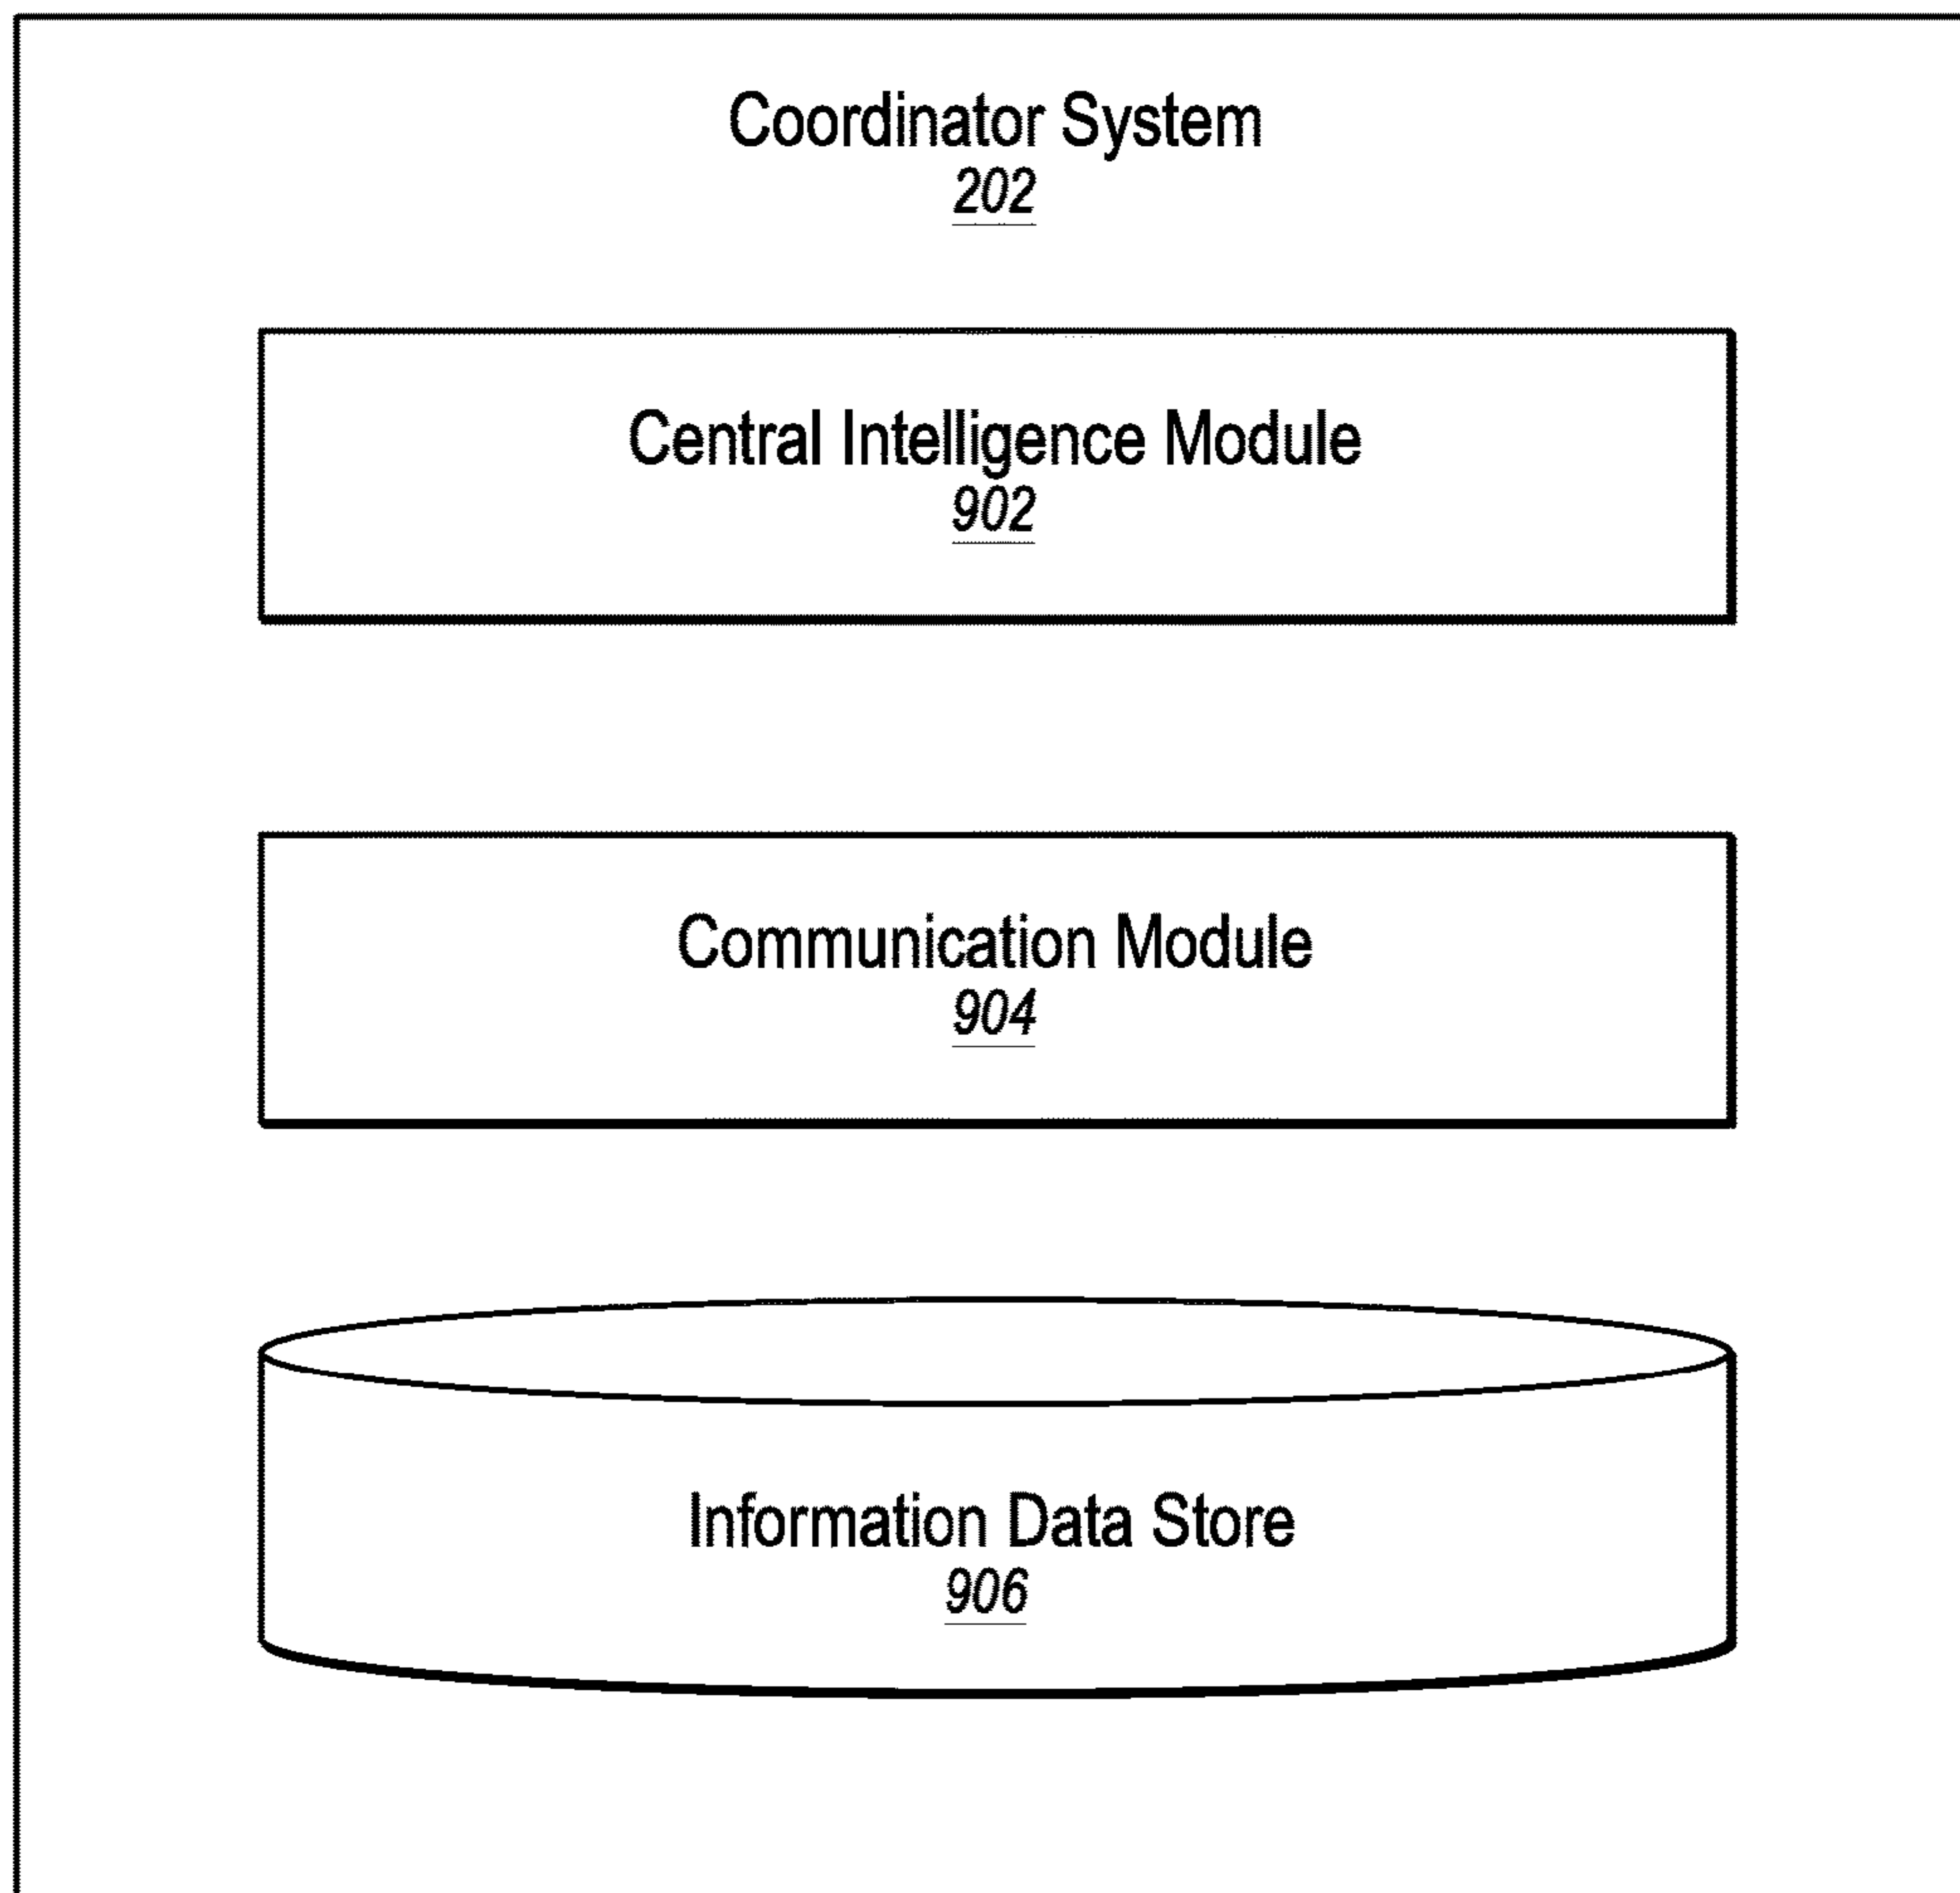 Coordinator System
202
Central Intelligence Module
902
Communication Module
904
Information Data Store
906